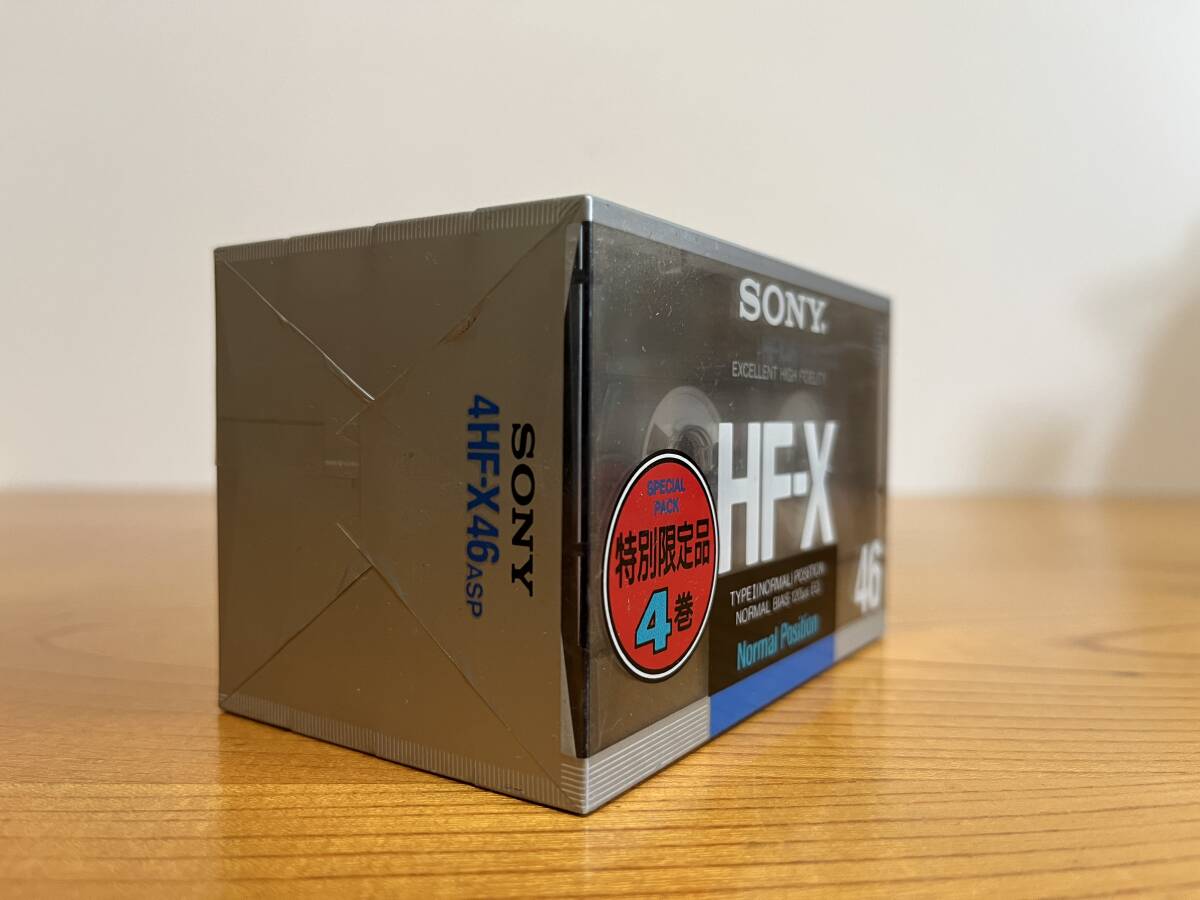 SONY
4HF-X46ASP
SONY
EXCELLENT HIGH FIDELITY
HF-X
SPECIAL
PACK
特別限定品
4巻
TYPE I (NORMAL) POSITION
NORMAL BIAS 120μs EQ.
Normal Position
46